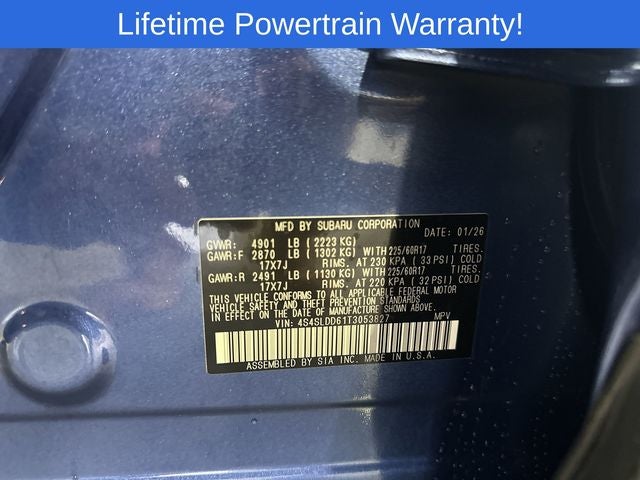 Lifetime Powertrain Warranty!
MFD BY SUBARU CORPORATION
GVWR: 4901 LB (2223 KG) DATE: 01/26
GAWR:F 2870 LB (1302 KG) WITH 225/60R17 TIRES.
17X7J RIMS. AT 230 KPA (33 PSI) COLD
GAWR:R 2491 LB (1130 KG) WITH 225/60R17 TIRES.
17X7J RIMS. AT 220 KPA (32 PSI) COLD
THIS VEHICLE CONFORMS TO ALL APPLICABLE FEDERAL MOTOR
VEHICLE SAFETY AND THEFT PREVENTION STANDARDS
IN EFFECT ON THE DATE OF MANUFACTURE SHOWN ABOVE.
VIN: 4S4SLDD61T3053827 MPV
ASSEMBLED BY SIA INC. MADE IN U.S.A.